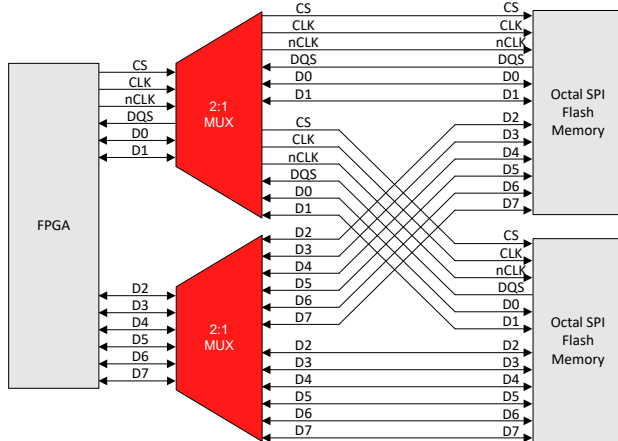 FPGA
CS
CLK
nCLK
DQS
D0
D1
D2
D3
D4
D5
D6
D7
2:1
MUX
CS
CLK
nCLK
DQS
D0
D1
CS
CLK
nCLK
DQS
D0
D1
2:1
MUX
D2
D3
D4
D5
D6
D7
D2
D3
D4
D5
D6
D7
CS
CLK
nCLK
DQS
D0
D1
D2
D3
D4
D5
D6
D7
Octal SPI
Flash
Memory
CS
CLK
nCLK
DQS
D0
D1
D2
D3
D4
D5
D6
D7
Octal SPI
Flash
Memory